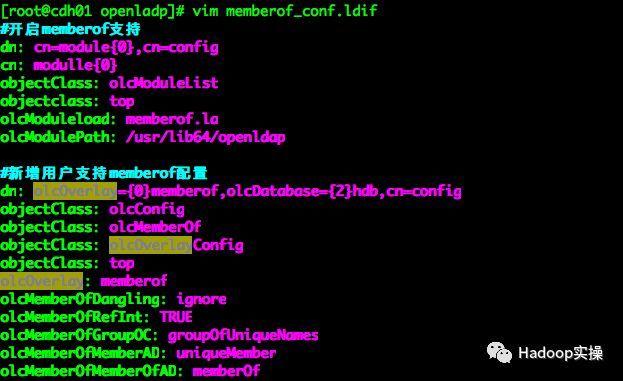 [root@cdh01 openladp]# vim memberof_conf.ldif
#开启memberof支持
dn: cn=module{0},cn=config
cn: modulle{0}
objectClass: olcModuleList
objectclass: top
olcModuleload: memberof.la
olcModulePath: /usr/lib64/openldap
#新增用户支持memberof配置
dn: olcOverlay={0}memberof,olcDatabase={2}hdb,cn=config
objectClass: olcConfig
objectClass: olcMemberOf
objectClass: olcOverlayConfig
objectClass: top
olcOverlay: memberof
olcMemberOfDangling: ignore
olcMemberOfRefInt: TRUE
olcMemberOfGroupOC: groupOfUniqueNames
olcMemberOfMemberAD: uniqueMember
olcMemberOfMemberOfAD: memberOf
Hadoop实操